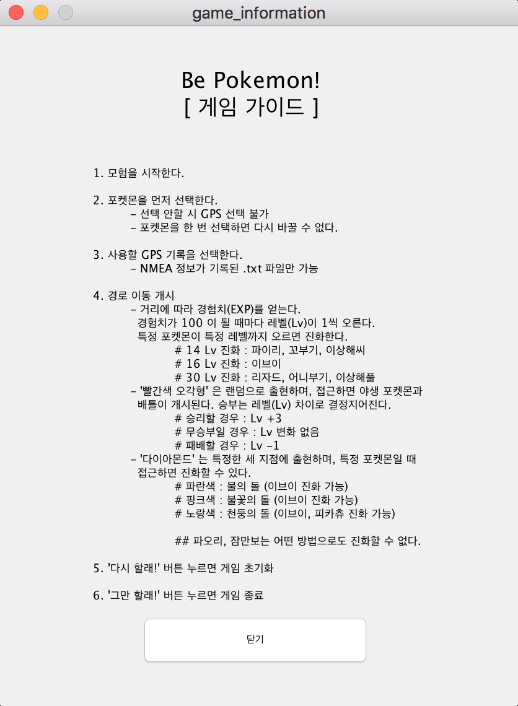 game_information
Be Pokemon!
[ 게임 가이드 ]
1. 모험을 시작한다.
2. 포켓몬을 먼저 선택한다.
– 선택 안할 시 GPS 선택 불가
– 포켓몬을 한 번 선택하면 다시 바꿀 수 없다.
3. 사용할 GPS 기록을 선택한다.
– NMEA 정보가 기록된 .txt 파일만 가능
4. 경로 이동 개시
– 거리에 따라 경험치(EXP)를 얻는다.
경험치가 100 이 될 때마다 레벨(Lv)이 1씩 오른다.
특정 포켓몬이 특정 레벨까지 오르면 진화한다.
# 14 Lv 진화 : 파이리, 꼬부기, 이상해씨
# 16 Lv 진화 : 이브이
# 30 Lv 진화 : 리자드, 어니부기, 이상해풀
– '빨간색 오각형' 은 랜덤으로 출현하며, 접근하면 야생 포켓몬과
배틀이 개시된다. 승부는 레벨(Lv) 차이로 결정지어진다.
# 승리할 경우 : Lv +3
# 무승부일 경우 : Lv 변화 없음
# 패배할 경우 : Lv –1
– '다이아몬드' 는 특정한 세 지점에 출현하며, 특정 포켓몬일 때
접근하면 진화할 수 있다.
# 파란색 : 물의 돌 (이브이 진화 가능)
# 핑크색 : 불꽃의 돌 (이브이 진화 가능)
# 노랑색 : 천둥의 돌 (이브이, 피카츄 진화 가능)
## 파오리, 잠만보는 어떤 방법으로도 진화할 수 없다.
5. '다시 할래!' 버튼 누르면 게임 초기화
6. '그만 할래!' 버튼 누르면 게임 종료
닫기